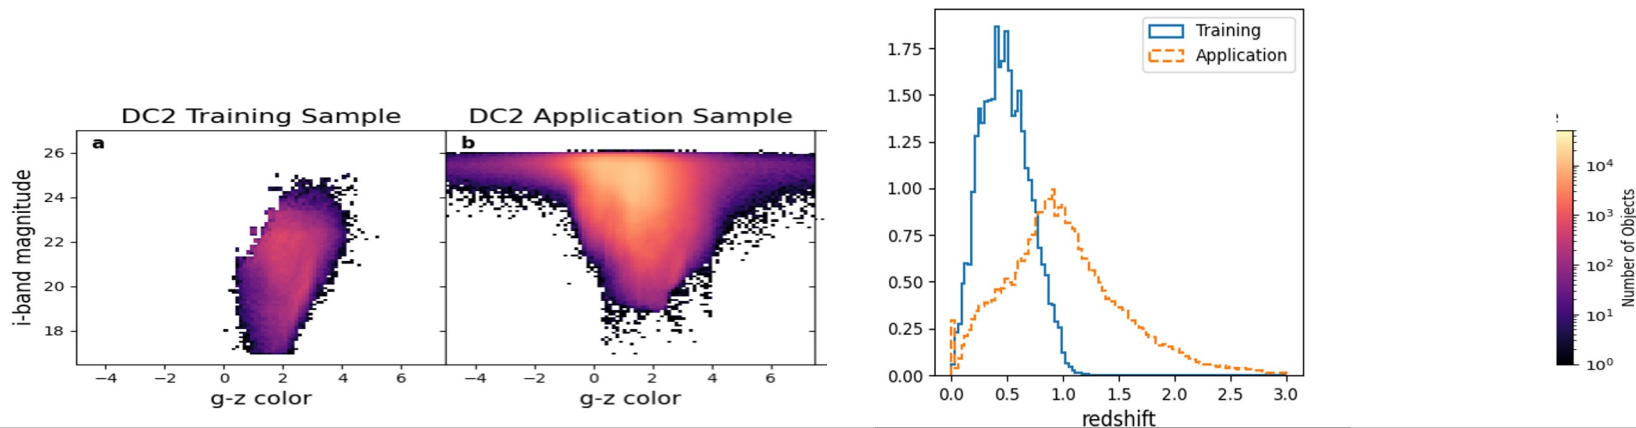 DC2 Training Sample
DC2 Application Sample
a
b
26
24
22
20
18
i-band magnitude
−4 −2 0 2 4 6
−4 −2 0 2 4 6
g-z color
g-z color
Training
Application
1.75
1.50
1.25
1.00
0.75
0.50
0.25
0.00
0.0 0.5 1.0 1.5 2.0 2.5 3.0
redshift
10⁴
10³
10²
10¹
10⁰
Number of Objects